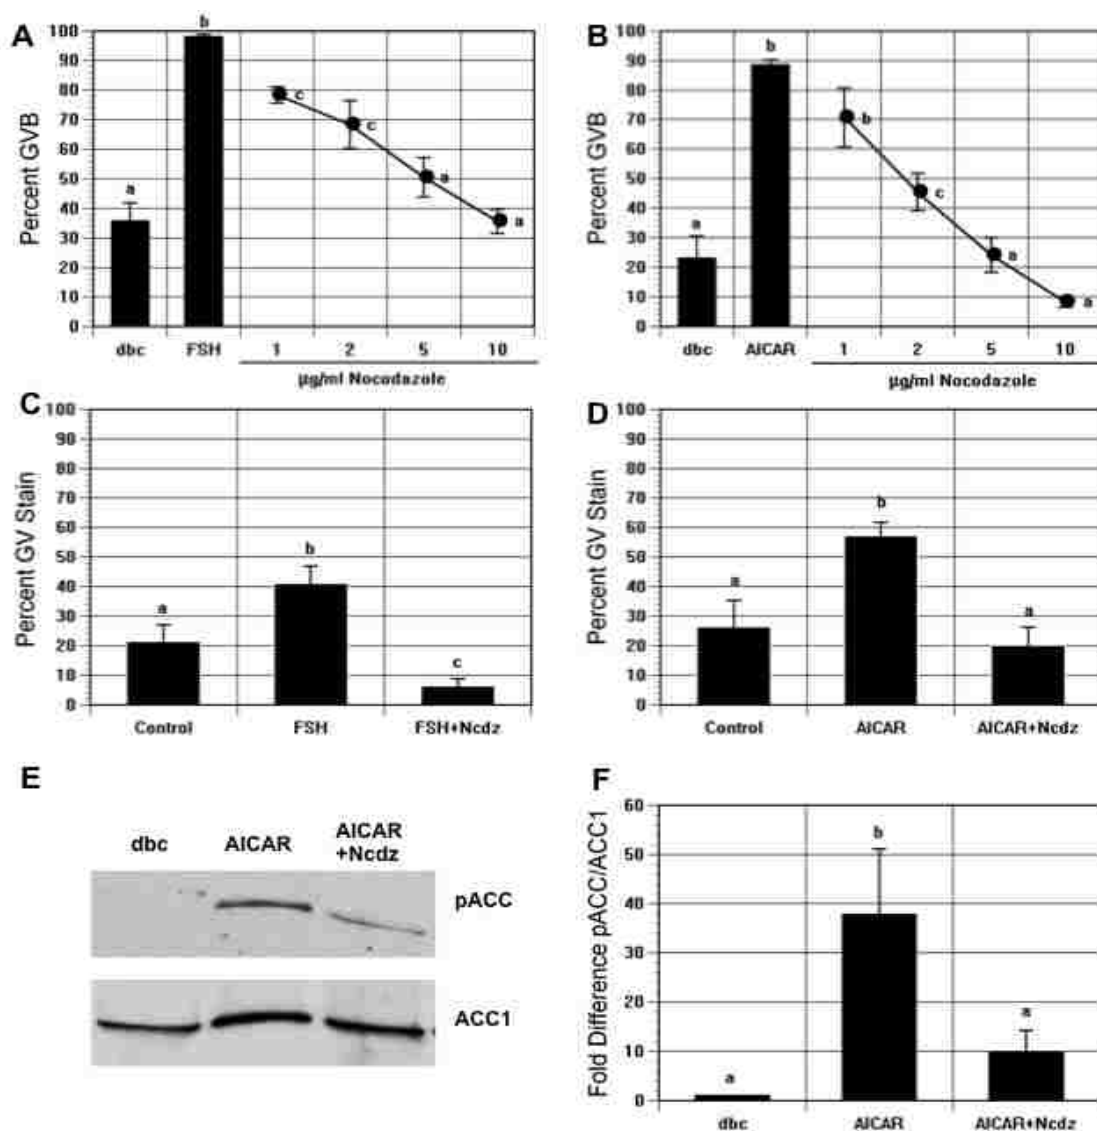 A
Percent GVB
100
90
80
70
60
50
40
30
20
10
0
a
b
c
c
a
a
dbc FSH 1 2 5 10
µg/ml Nocodazole
B
Percent GVB
100
90
80
70
60
50
40
30
20
10
0
a
b
b
c
a
a
dbc AICAR 1 2 5 10
µg/ml Nocodazole
C
Percent GV Stain
100
90
80
70
60
50
40
30
20
10
0
a
b
c
Control FSH FSH+Ncdz
D
Percent GV Stain
100
90
80
70
60
50
40
30
20
10
0
a
b
a
Control AICAR AICAR+Ncdz
E
dbc AICAR AICAR
+Ncdz
pACC
ACC1
F
Fold Difference pACC/ACC1
60
50
40
30
20
10
0
a
b
a
dbc AICAR AICAR+Ncdz